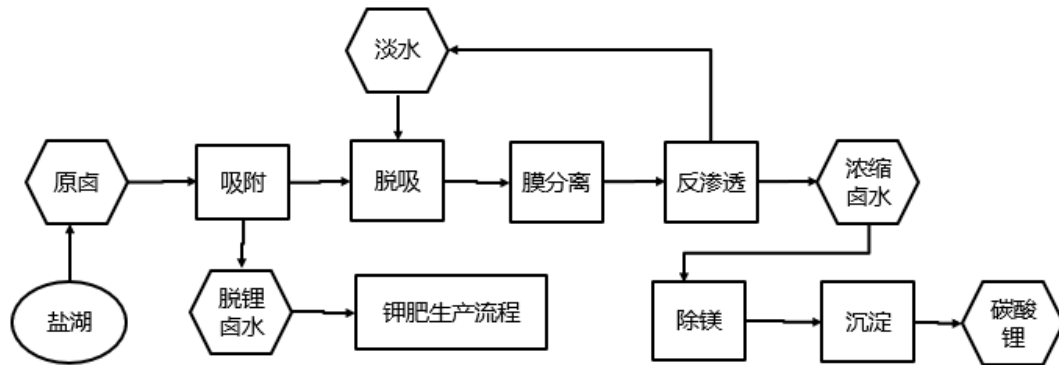 淡水
原卤
吸附
脱吸
膜分离
反渗透
浓缩
卤水
盐湖
脱锂
卤水
钾肥生产流程
除镁
沉淀
碳酸
锂